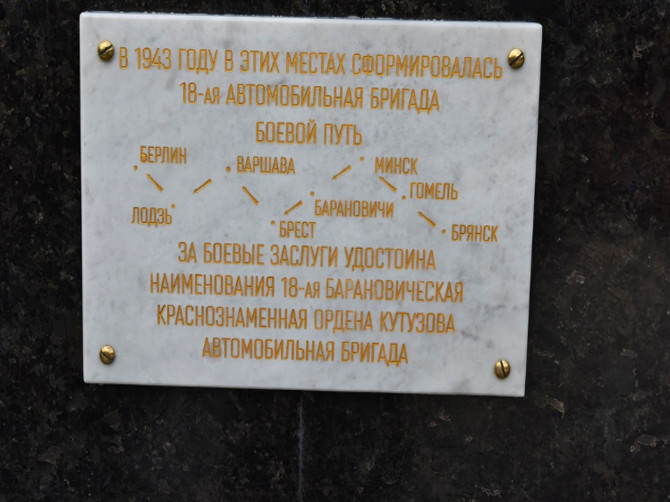 В 1943 ГОДУ В ЭТИХ МЕСТАХ СФОРМИРОВАЛАСЬ
18-АЯ АВТОМОБИЛЬНАЯ БРИГАДА
БОЕВОЙ ПУТЬ
БЕРЛИН ВАРШАВА МИНСК
ГОМЕЛЬ
ЛОДЗЬ БАРАНОВИЧИ
БРЕСТ БРЯНСК
ЗА БОЕВЫЕ ЗАСЛУГИ УДОСТОИНА
НАИМЕНОВАНИЯ 18-АЯ БАРАНОВИЧЕСКАЯ
КРАСНОЗНАМЕННАЯ ОРДЕНА КУТУЗОВА
АВТОМОБИЛЬНАЯ БРИГАДА